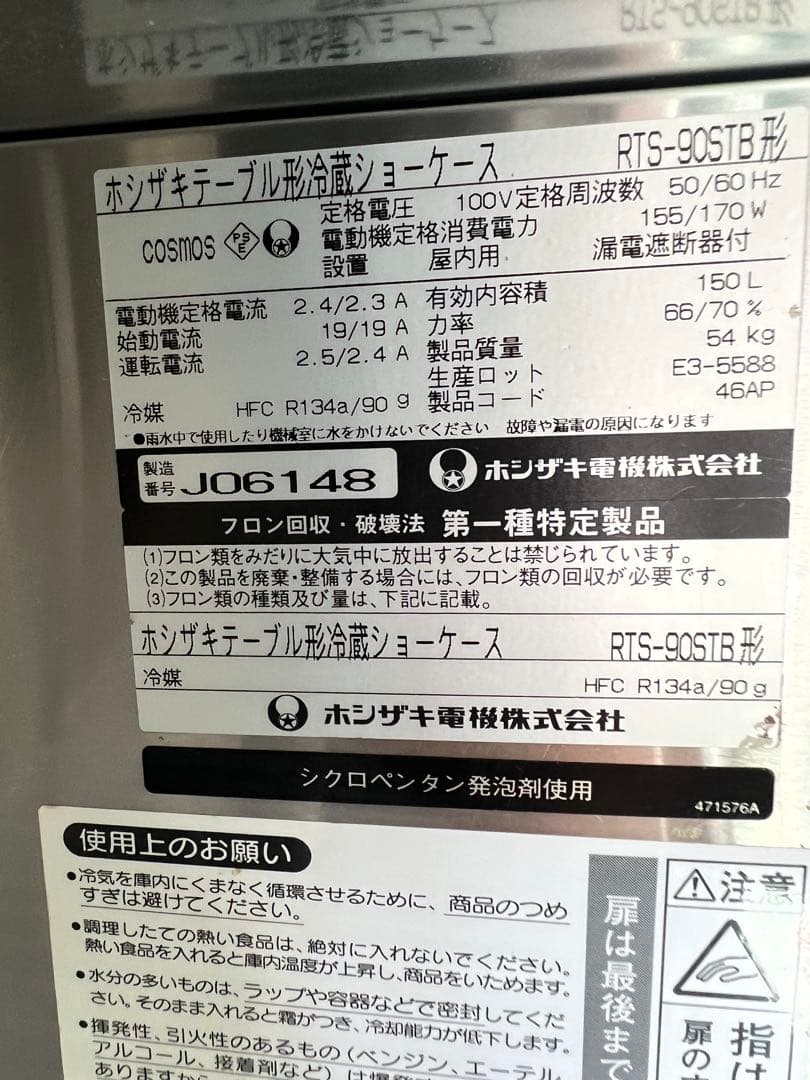 ホシザキテーブル形冷蔵ショーケース RTS-90STB形
cosmos PSE 定格電圧 100V 定格周波数 50/60 Hz
電動機定格消費電力 155/170 W
設置 屋内用 漏電遮断器付
電動機定格電流 2.4/2.3 A 有効内容積 150 L
始動電流 19/19 A 力率 66/70 %
運転電流 2.5/2.4 A 製品質量 54 kg
生産ロット E3-5588
冷媒 HFC R134a/90 g 製品コード 46AP
●雨水中で使用したり機械室に水をかけないでください 故障や漏電の原因になります
製造番号 J06148 ホシザキ電機株式会社
フロン回収・破壊法 第一種特定製品
(1)フロン類をみだりに大気中に放出することは禁じられています。
(2)この製品を廃棄・整備する場合には、フロン類の回収が必要です。
(3)フロン類の種類及び量は、下記に記載。
ホシザキテーブル形冷蔵ショーケース RTS-90STB形
冷媒 HFC R134a/90 g
ホシザキ電機株式会社
シクロペンタン発泡剤使用
471576A
使用上のお願い
●冷気を庫内にくまなく循環させるために、商品のつめ
すぎは避けてください。
●調理したての熱い食品は、絶対に入れないでください。
熱い食品を入れると庫内温度が上昇し、商品をいためます。
●水分の多いものは、ラップや容器などで密封してくだ
さい。そのまま入れると霜がつき、冷却能力が低下します。
●揮発性、引火性のあるもの(ベンジン、エーテル
アルコール、接着剤など)は爆発
ありますから
扉は最後まで
注意
指は
扉の